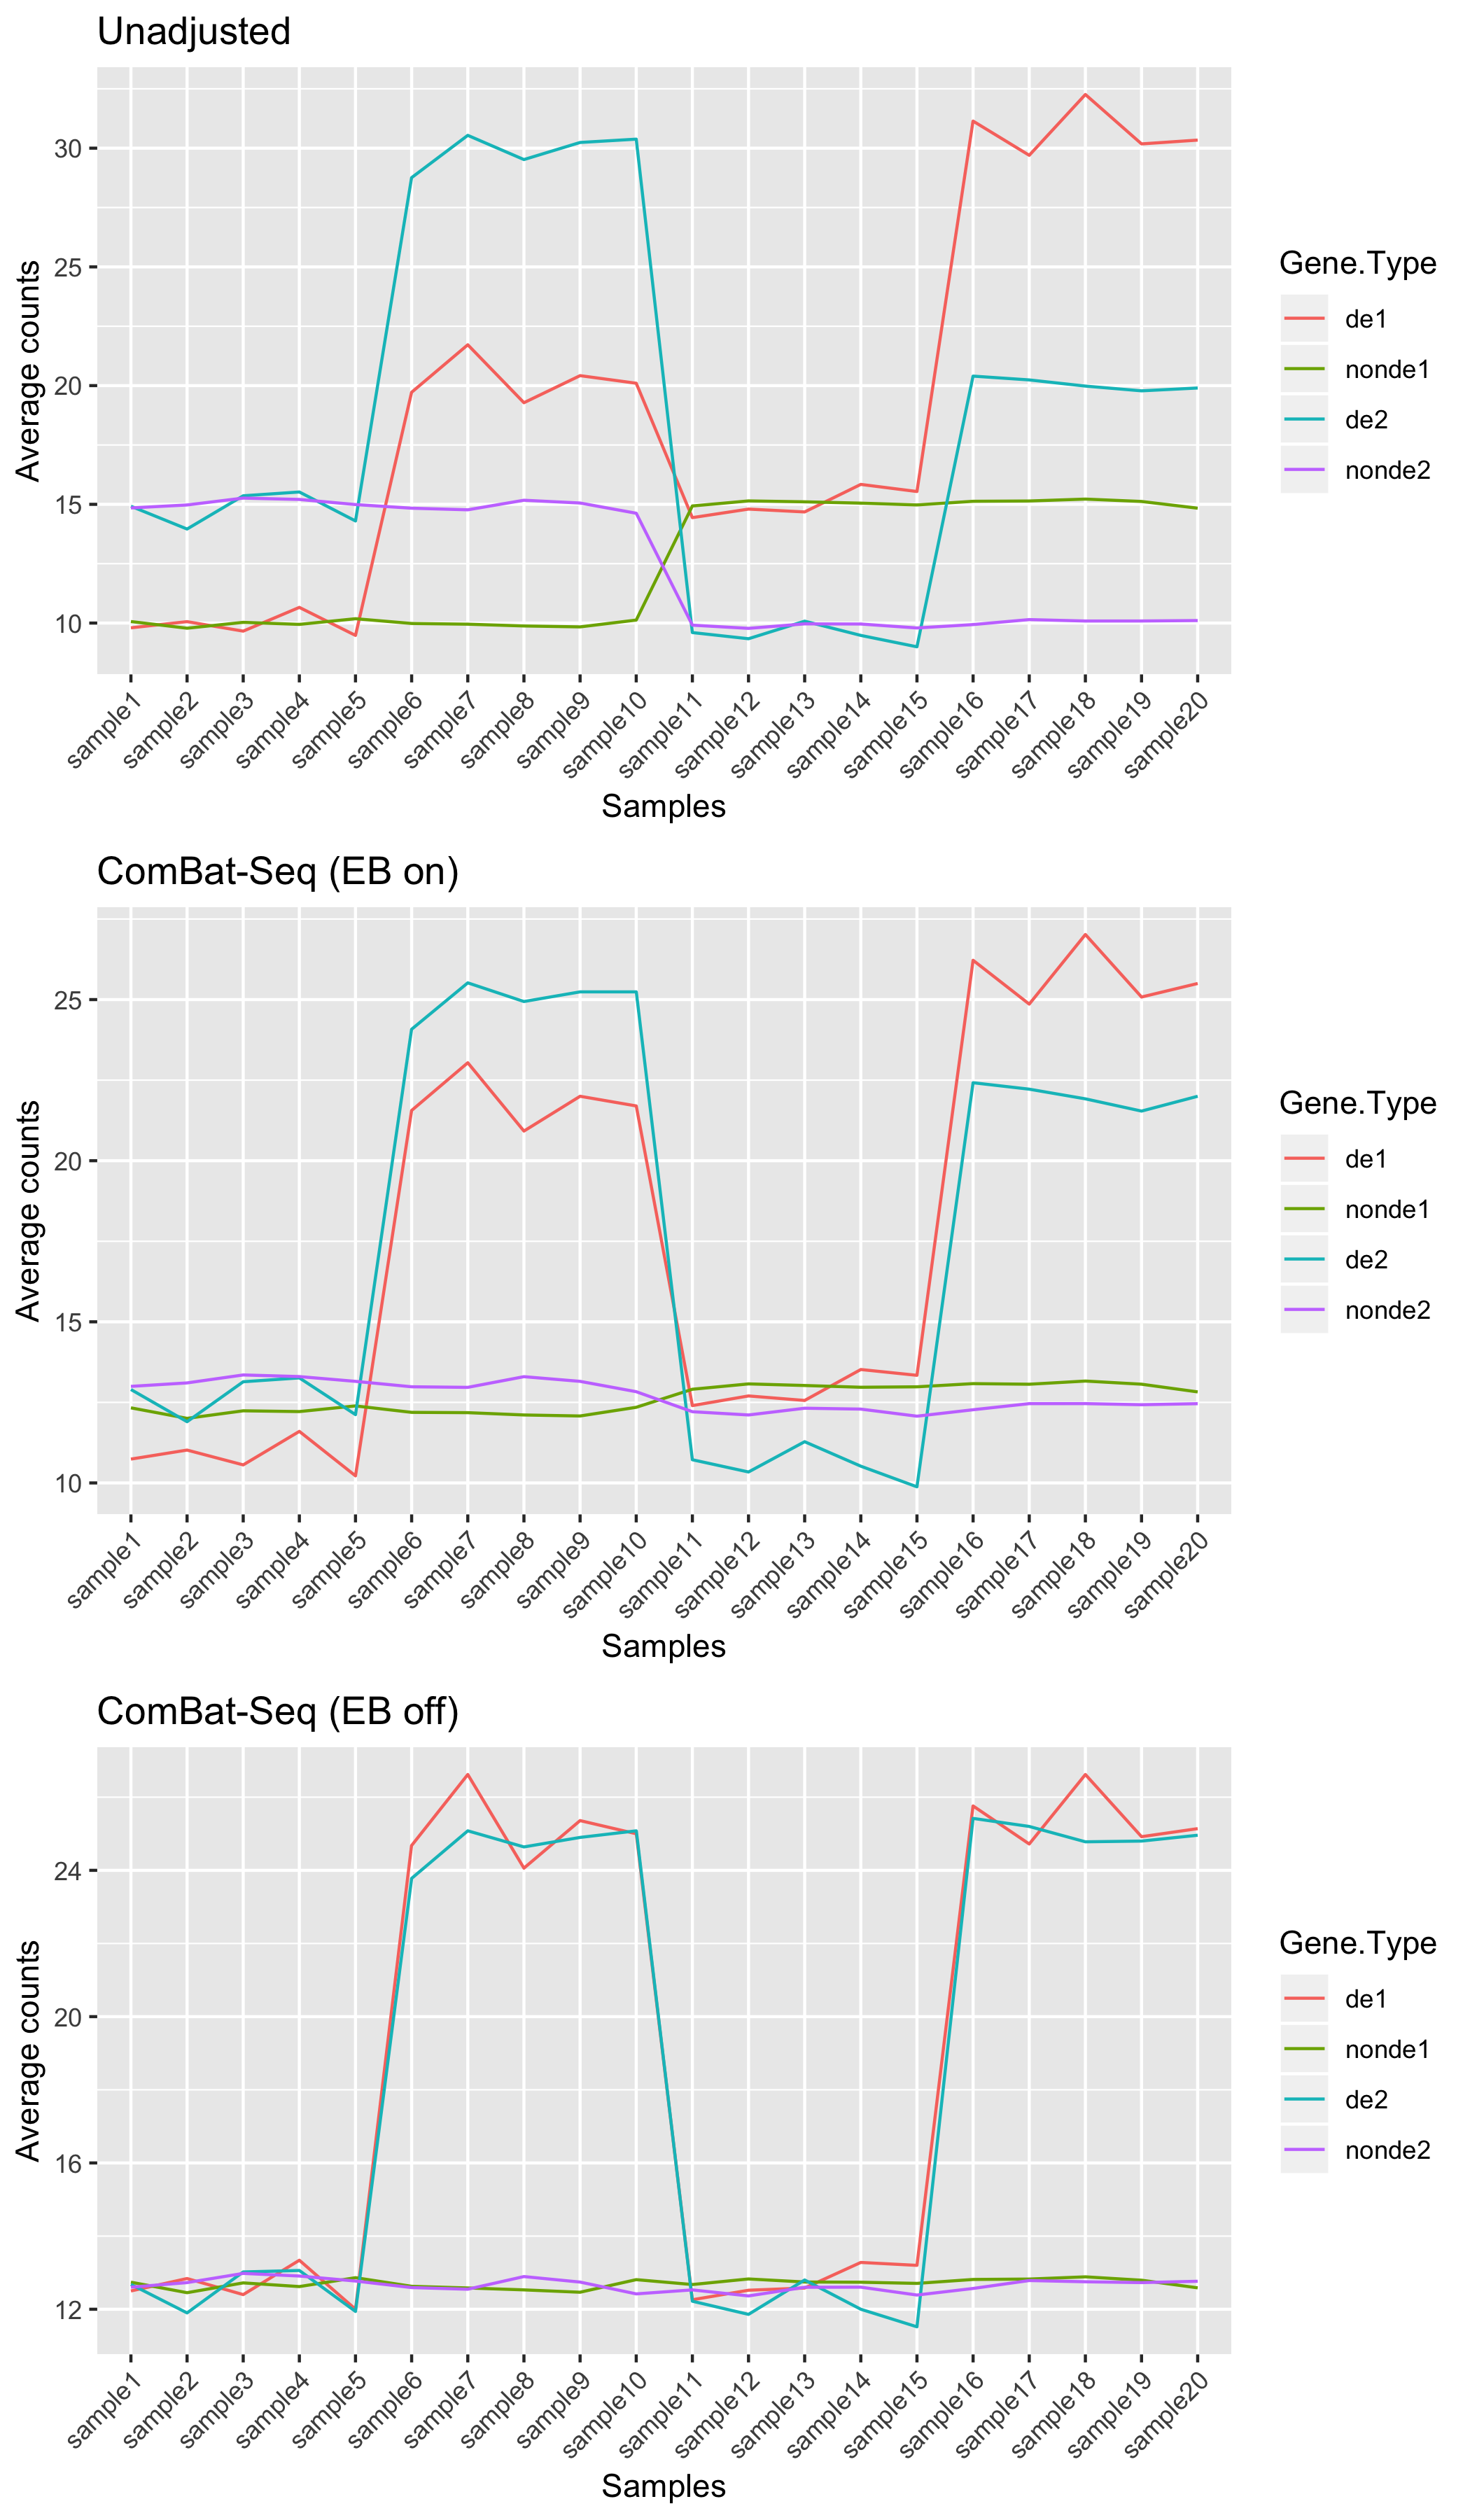 Unadjusted
30
25
20
15
10
Average counts
sample1
sample2
sample3
sample4
sample5
sample6
sample7
sample8
sample9
sample10
sample11
sample12
sample13
sample14
sample15
sample16
sample17
sample18
sample19
sample20
Samples
Gene.Type
de1
nonde1
de2
nonde2
ComBat-Seq (EB on)
25
20
15
10
Average counts
sample1
sample2
sample3
sample4
sample5
sample6
sample7
sample8
sample9
sample10
sample11
sample12
sample13
sample14
sample15
sample16
sample17
sample18
sample19
sample20
Samples
Gene.Type
de1
nonde1
de2
nonde2
ComBat-Seq (EB off)
24
20
16
12
Average counts
sample1
sample2
sample3
sample4
sample5
sample6
sample7
sample8
sample9
sample10
sample11
sample12
sample13
sample14
sample15
sample16
sample17
sample18
sample19
sample20
Samples
Gene.Type
de1
nonde1
de2
nonde2